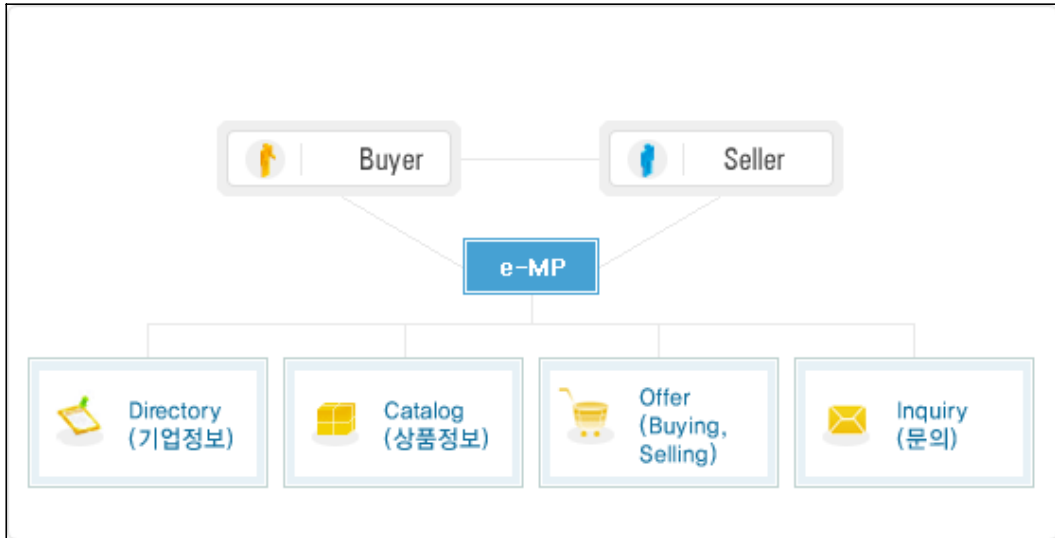 Buyer
Seller
e-MP
Directory
(기업정보)
Catalog
(상품정보)
Offer
(Buying,
Selling)
Inquiry
(문의)